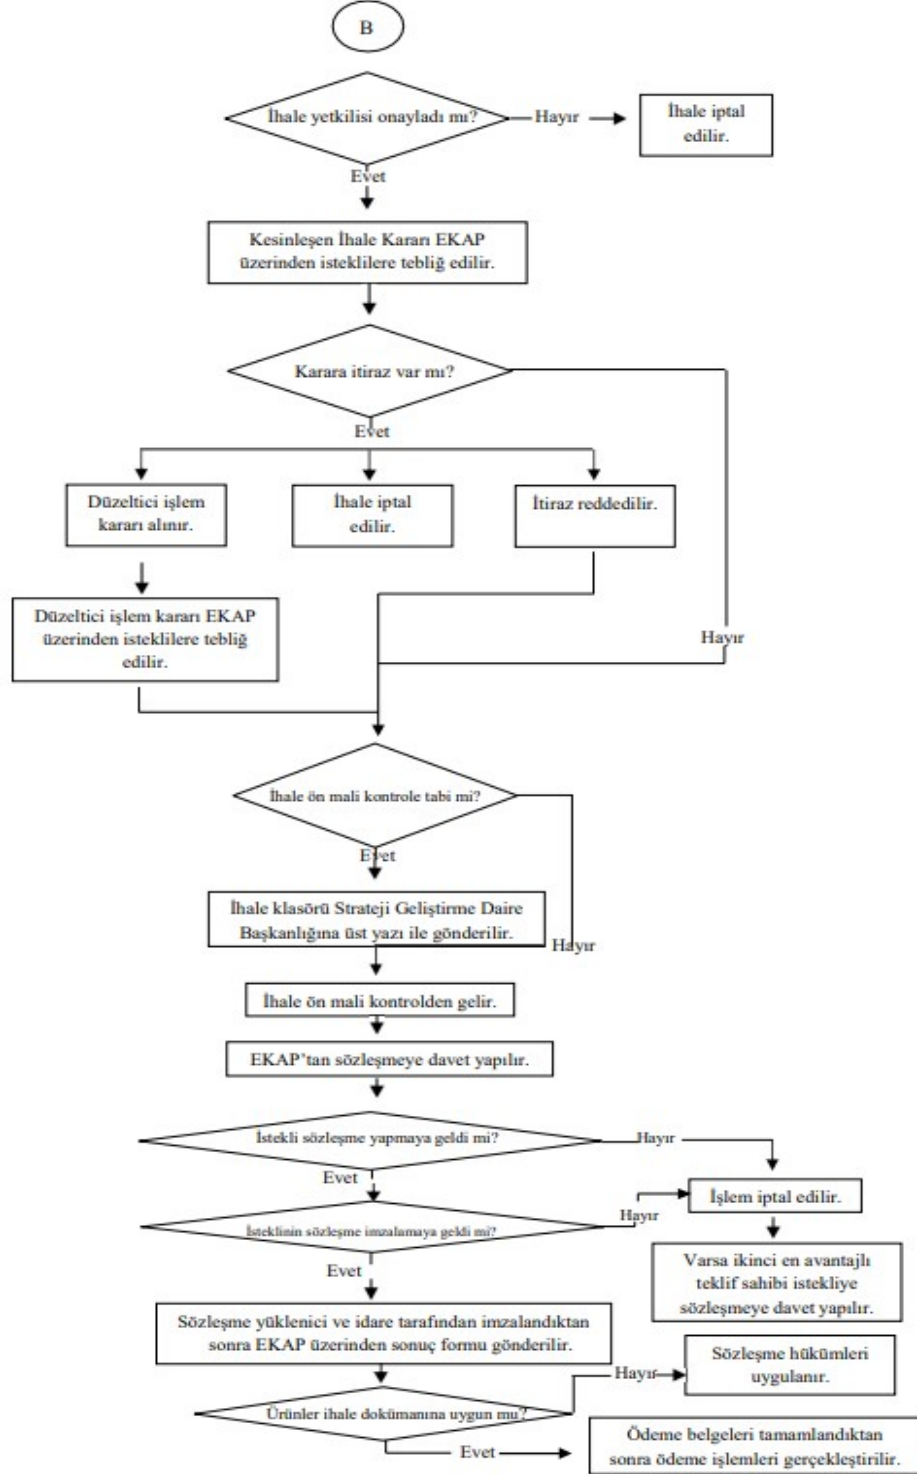 B
İhale yetkilisi onayladı mı?
Hayır
İhale iptal
edilir.
Evet
Kesinleşen İhale Kararı EKAP
üzerinden isteklilere tebliğ edilir.
Karara itiraz var mı?
Evet
Düzeltici işlem
kararı alınır.
İhale iptal
edilir.
İtiraz reddedilir.
Düzeltici işlem kararı EKAP
üzerinden isteklilere tebliğ
edilir.
Hayır
İhale ön mali kontrole tabi mi?
Evet
İhale klasörü Strateji Geliştirme Daire
Başkanlığına üst yazı ile gönderilir.
Hayır
İhale ön mali kontrolden gelir.
EKAP'tan sözleşmeye davet yapılır.
İstekli sözleşme yapmaya geldi mi?
Hayır
Evet
İşlem iptal edilir.
İsteklinin sözleşme imzalamaya geldi mi?
Hayır
Evet
Varsa ikinci en avantajlı
teklif sahibi istekliye
sözleşmeye davet yapılır.
Sözleşme yüklenici ve idare tarafından imzalandıktan
sonra EKAP üzerinden sonuç formu gönderilir.
Hayır
Sözleşme hükümleri
uygulanır.
Ürünler ihale dokümanına uygun mu?
Evet
Ödeme belgeleri tamamlandıktan
sonra ödeme işlemleri gerçekleştirilir.